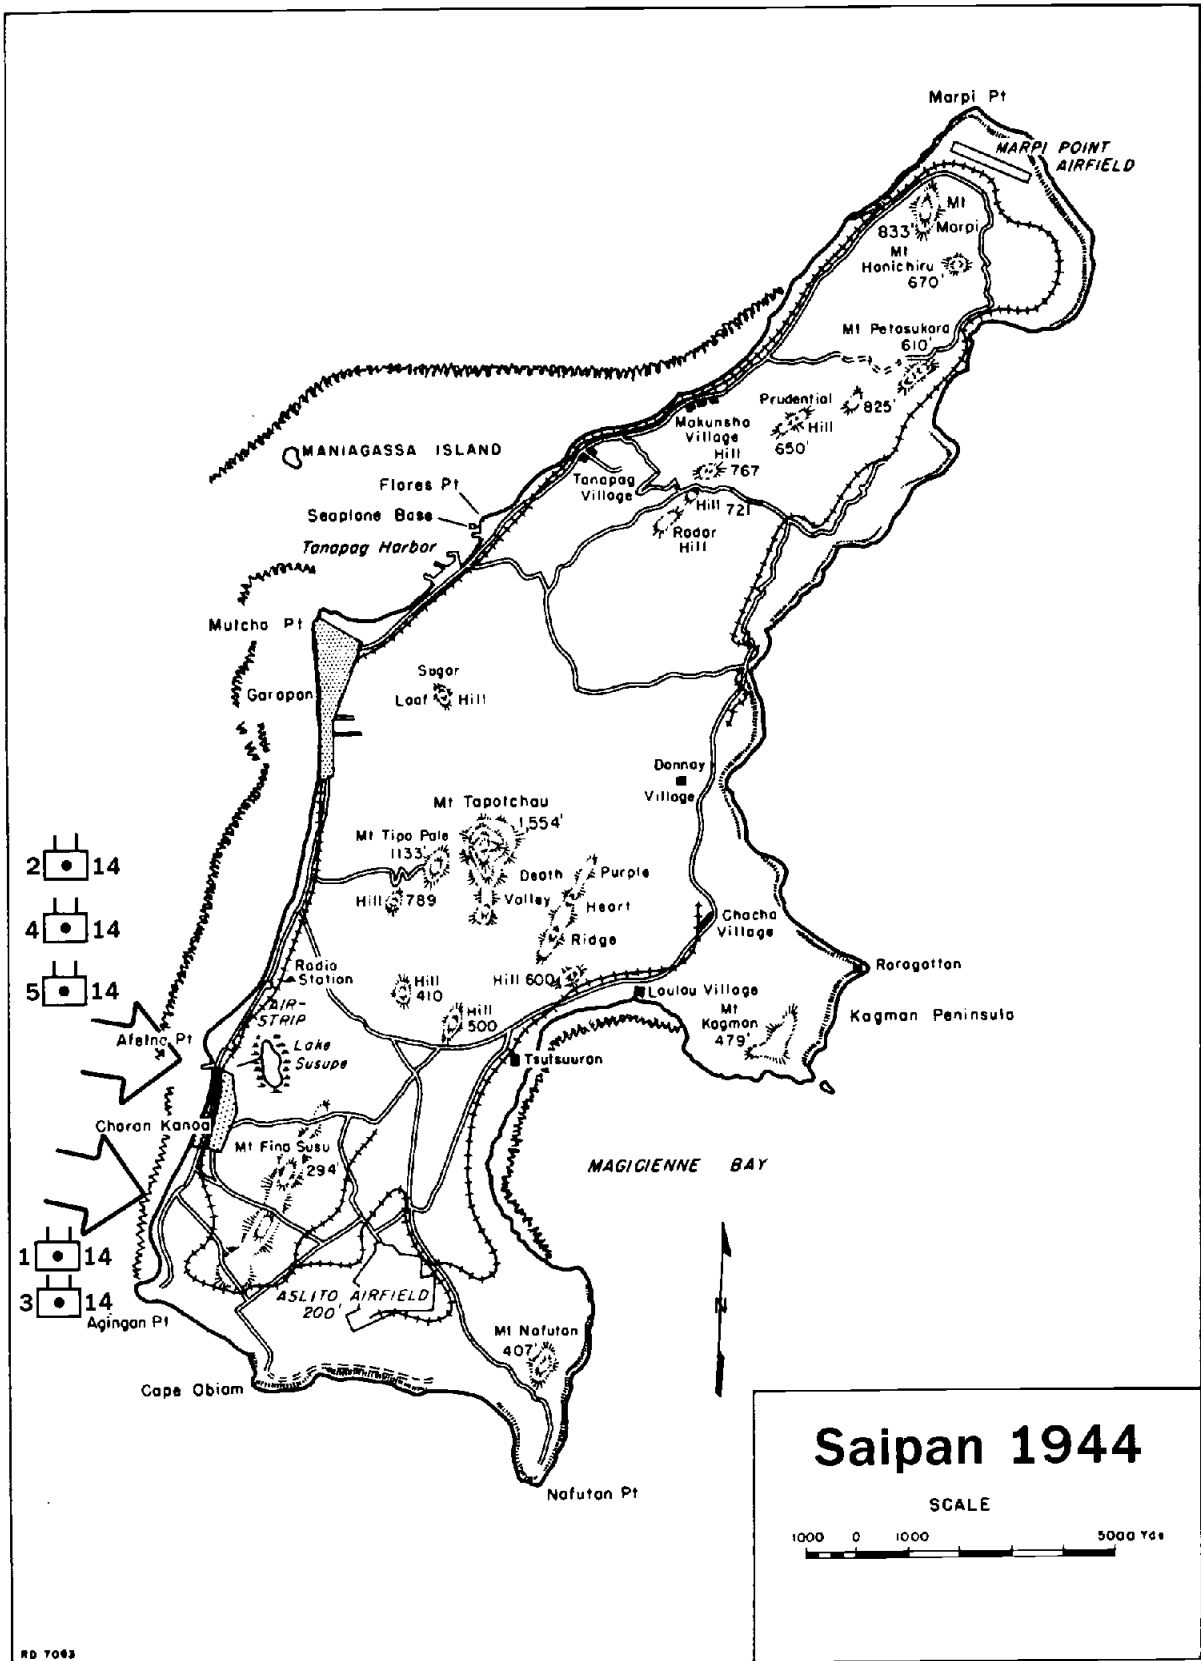 Marpi Pt
MARPI POINT
AIRFIELD
Mt
Marpi
833'
Mt
Honichiru
670'
Mt Petosukara
610'
Prudential
Hill
650'
825'
Makunsha
Village
Hill
767
MANIAGASSA ISLAND
Flores Pt
Tanapag
Village
Hill 721
Seaplane Base
Radar
Hill
Tanapag Harbor
Mutcho Pt
Sugar
Loaf Hill
Garapan
Donnay
Village
Mt Tapotchau
1,554'
Mt Tipo Pale
1133'
2 14
Death
Valley
Purple
Heart
Ridge
Hill 789
4 14
Chacha
Village
Radio
Station
Hill
410
Hill 600
Raragattan
5 14
Laulau Village
AIR-
STRIP
Hill
500
Mt
Kagman
479'
Kagman Peninsula
Afetna Pt
Lake
Susupe
Tsutsuuran
Charan Kanoa
Mt Fina Susu
294'
MAGICIENNE BAY
1 14
3 14
N
ASLITO AIRFIELD
200'
Agingan Pt
Mt Nafutan
407'
Cape Obiam
Nafutan Pt
Saipan 1944
SCALE
1000 0 1000 5000 Yds
RD 7063